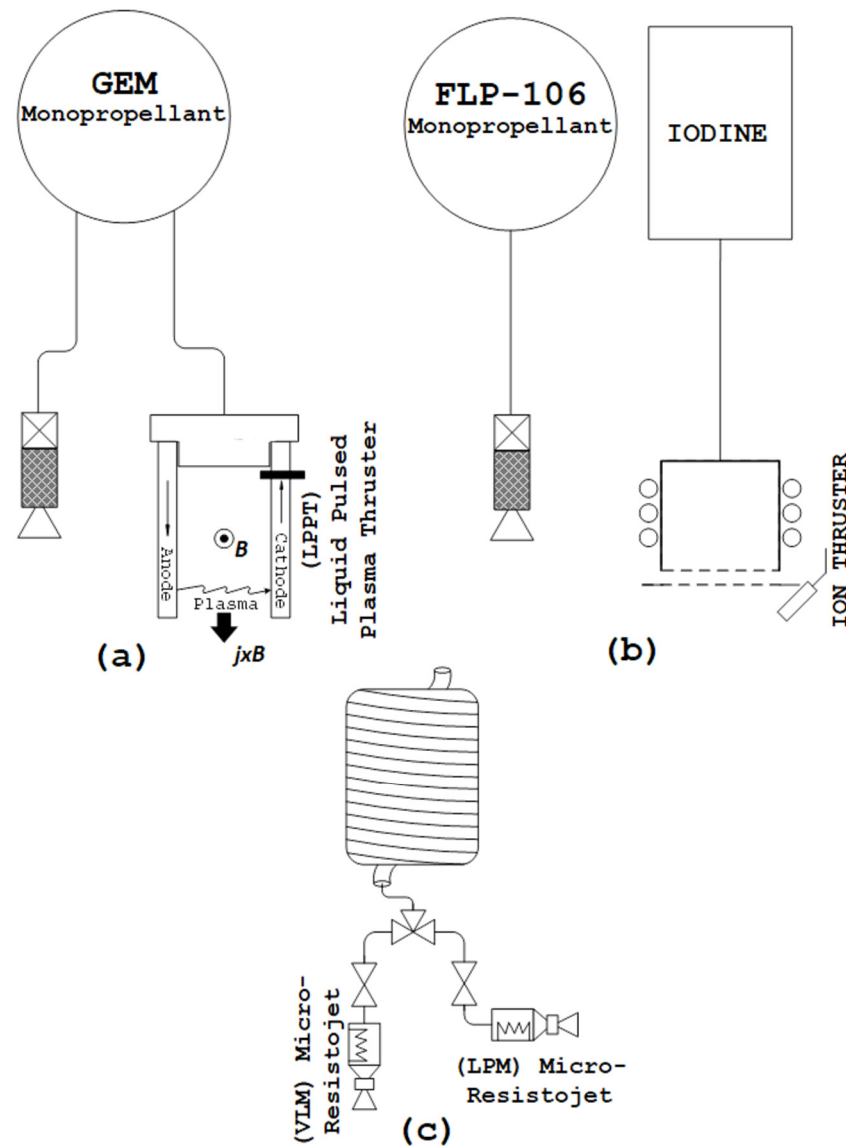 GEM
Monopropellant
Anode
B
Cathode
Plasma
jxB
Liquid Pulsed
Plasma Thruster
(LPPT)
(a)
FLP-106
Monopropellant
IODINE
ION THRUSTER
(b)
(VLM) Micro-
Resistojet
(LPM) Micro-
Resistojet
(c)